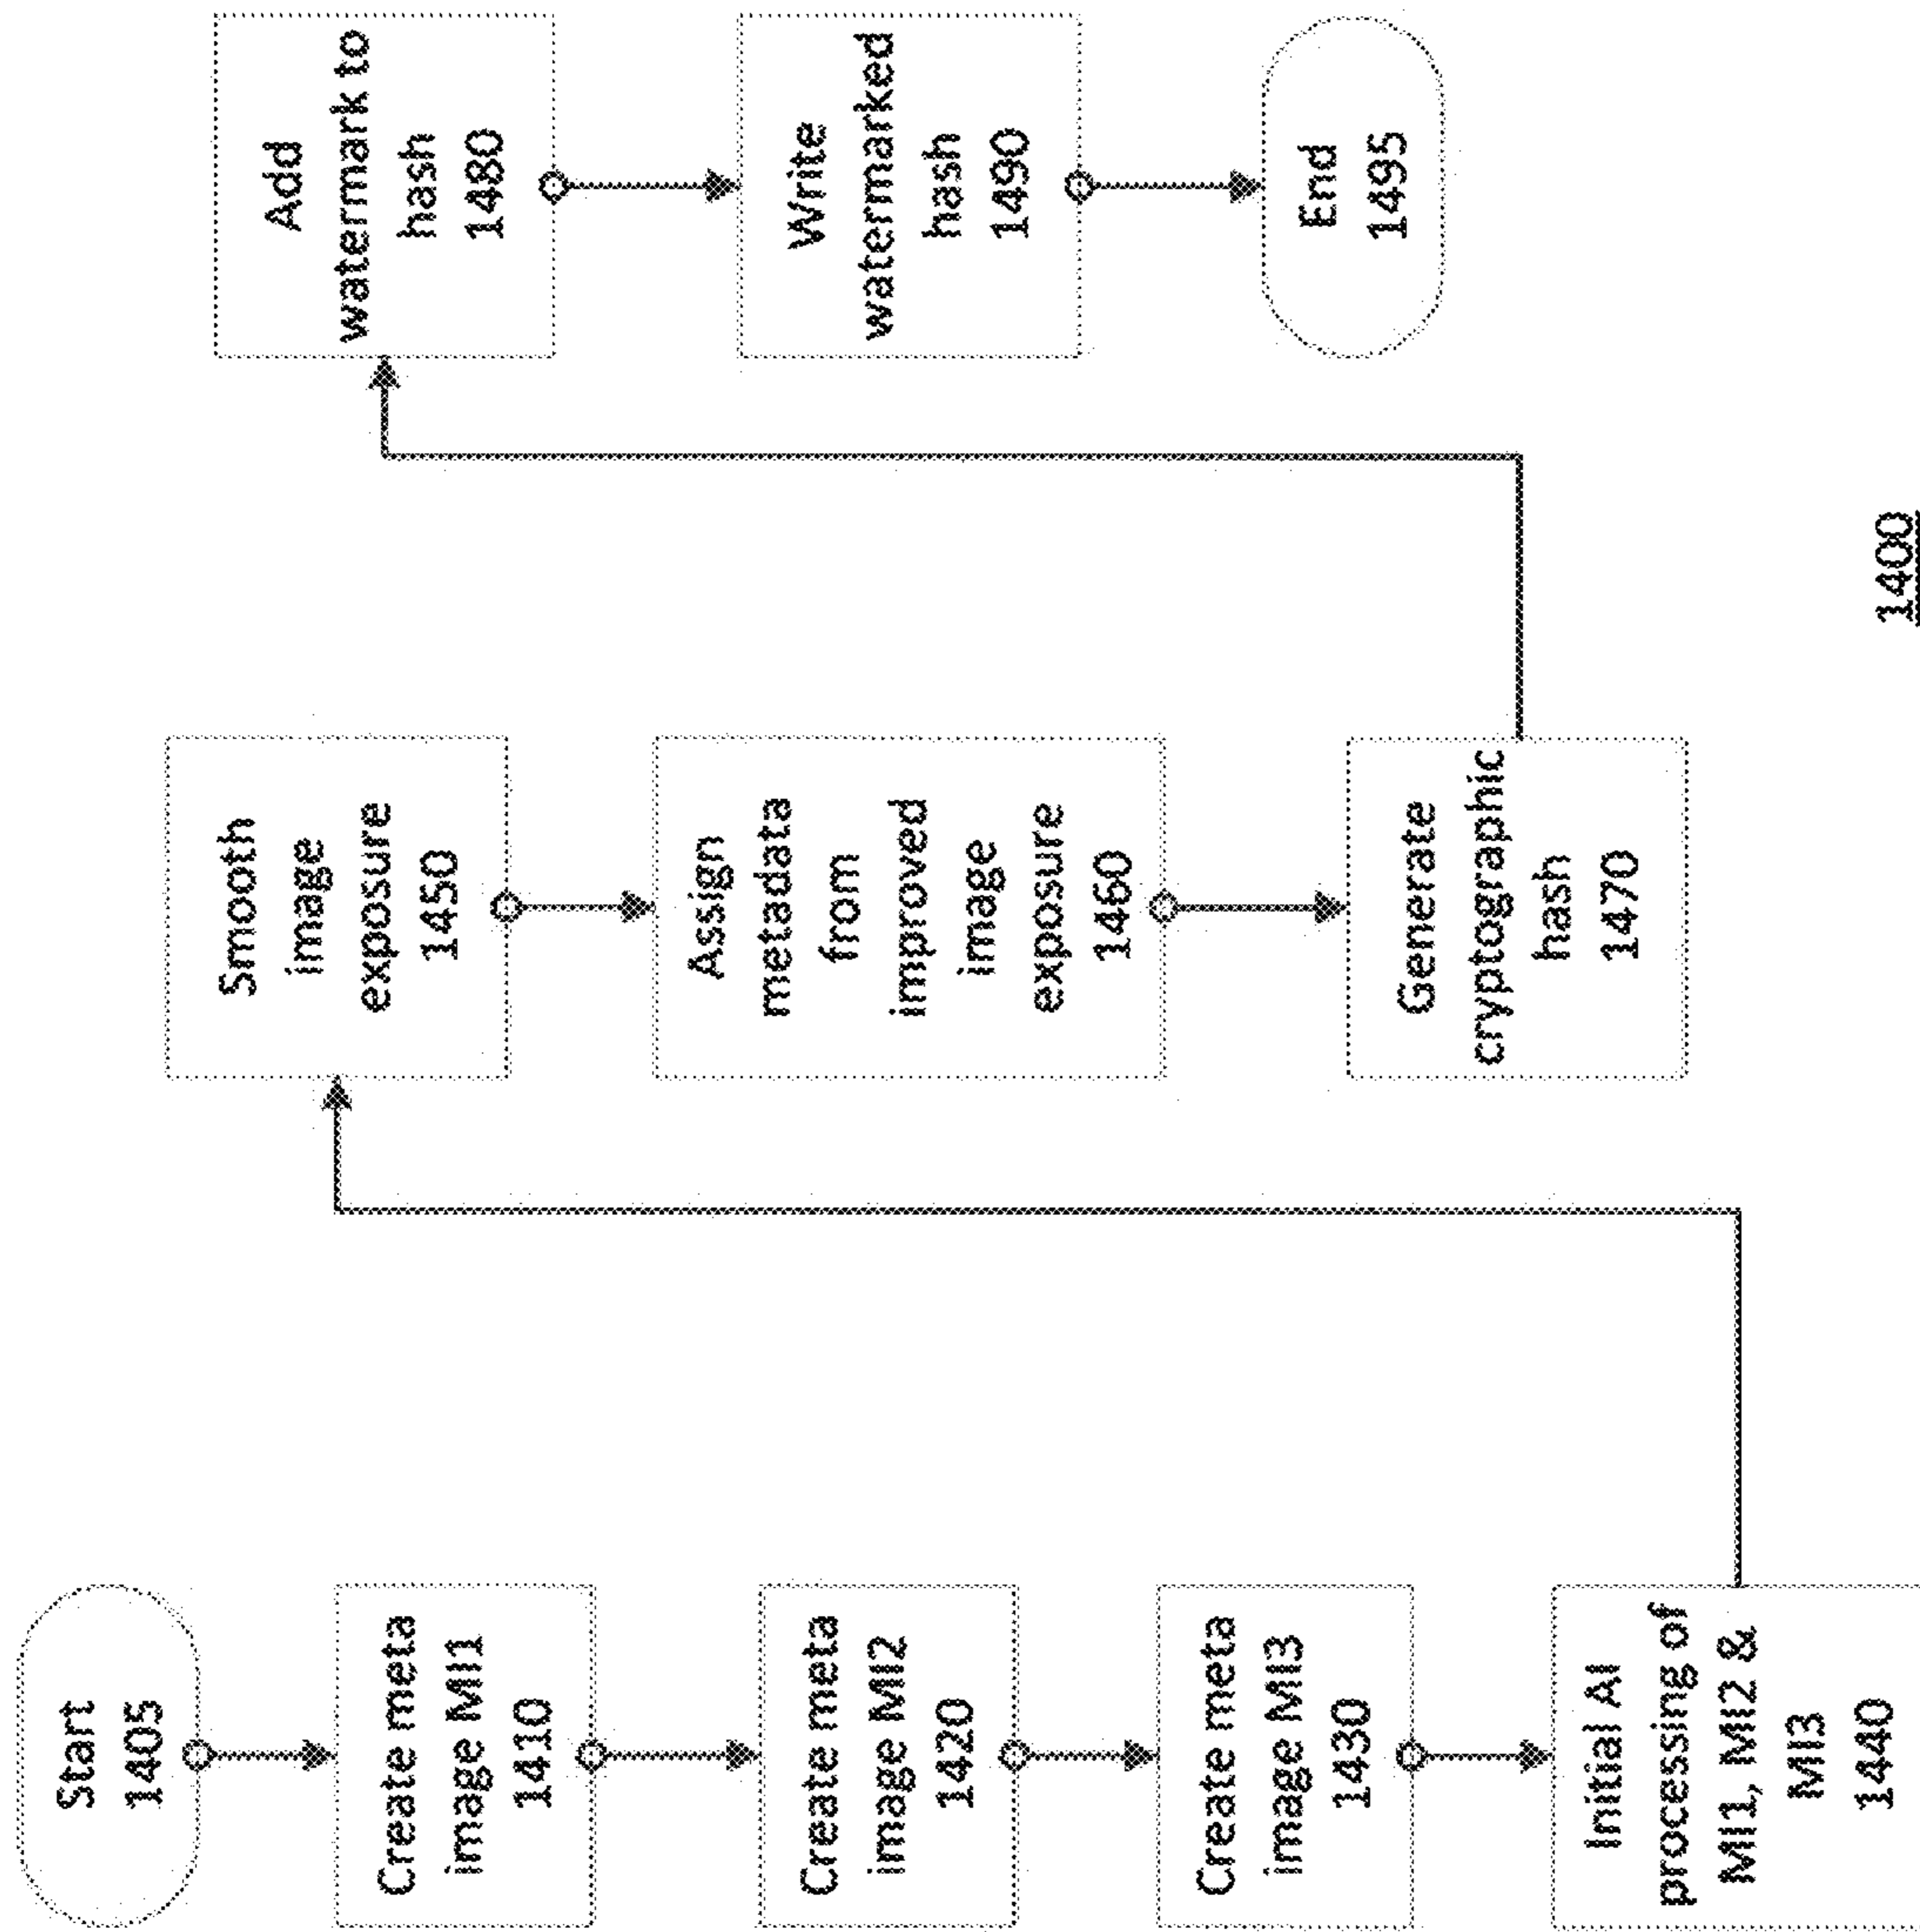 Start
1405
Create meta
image MI1
1410
Create meta
image MI2
1420
Create meta
image MI3
1430
Initial AI
processing of
MI1, MI2 &
MI3
1440
Smooth
image
exposure
1450
Assign
metadata
from
improved
image
exposure
1460
Generate
cryptographic
hash
1470
Add
watermark to
hash
1480
Write
watermarked
hash
1490
End
1495
1400